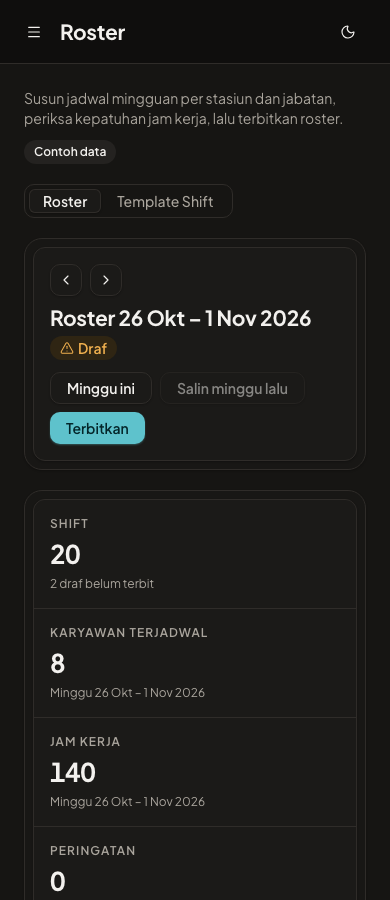 Roster
Susun jadwal mingguan per stasiun dan jabatan,
periksa kepatuhan jam kerja, lalu terbitkan roster.
Contoh data
Roster
Template Shift
Roster 26 Okt – 1 Nov 2026
Draf
Minggu ini
Salin minggu lalu
Terbitkan
SHIFT
20
2 draf belum terbit
KARYAWAN TERJADWAL
8
Minggu 26 Okt – 1 Nov 2026
JAM KERJA
140
Minggu 26 Okt – 1 Nov 2026
PERINGATAN
0